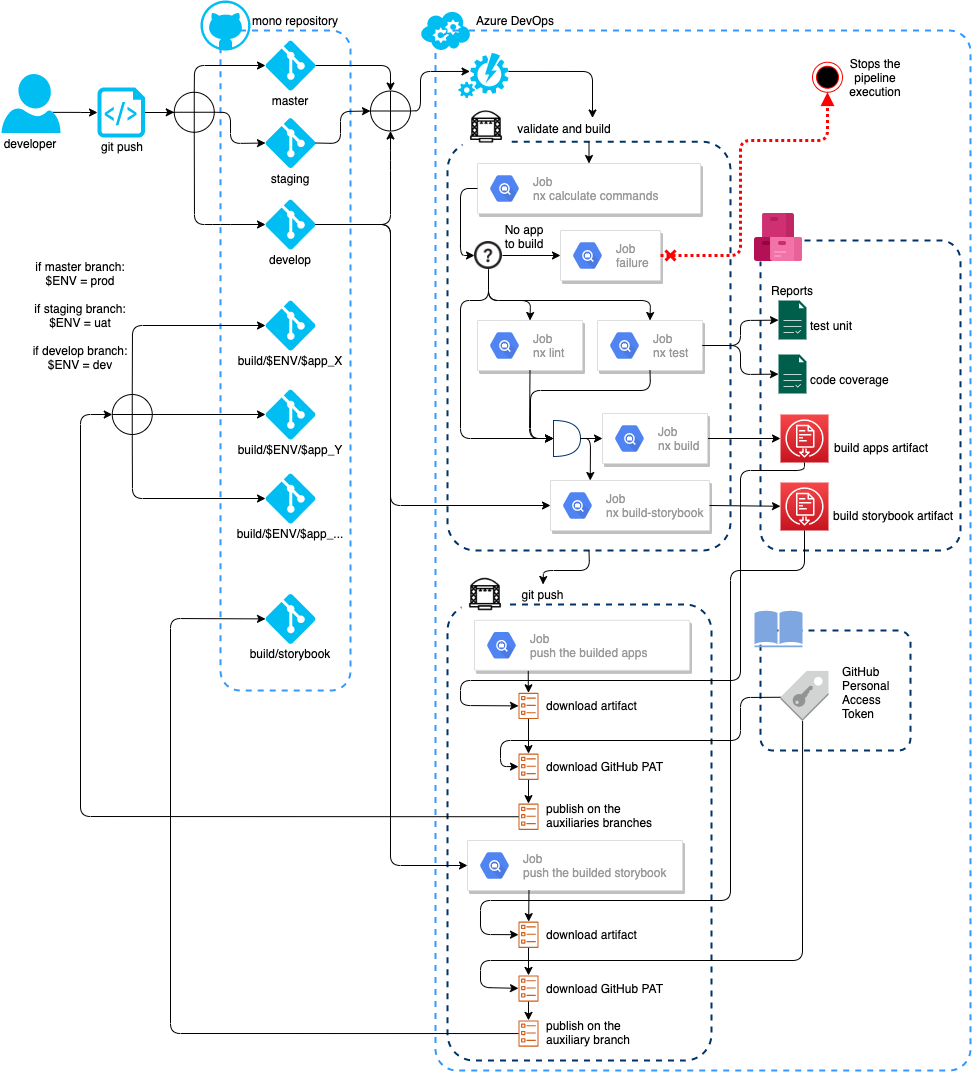 mono repository
Azure DevOps
developer
git push
master
staging
develop
validate and build
Stops the
pipeline
execution
Job
nx calculate commands
No app
to build
?
Job
failure
if master branch:
$ENV = prod
if staging branch:
$ENV = uat
if develop branch:
$ENV = dev
build/$ENV/$app_X
build/$ENV/$app_Y
build/$ENV/$app_...
build/storybook
Job
nx lint
Job
nx test
Reports
test unit
code coverage
Job
nx build
build apps artifact
Job
nx build-storybook
build storybook artifact
git push
Job
push the builded apps
download artifact
download GitHub PAT
publish on the
auxiliaries branches
GitHub
Personal
Access
Token
Job
push the builded storybook
download artifact
download GitHub PAT
publish on the
auxiliary branch